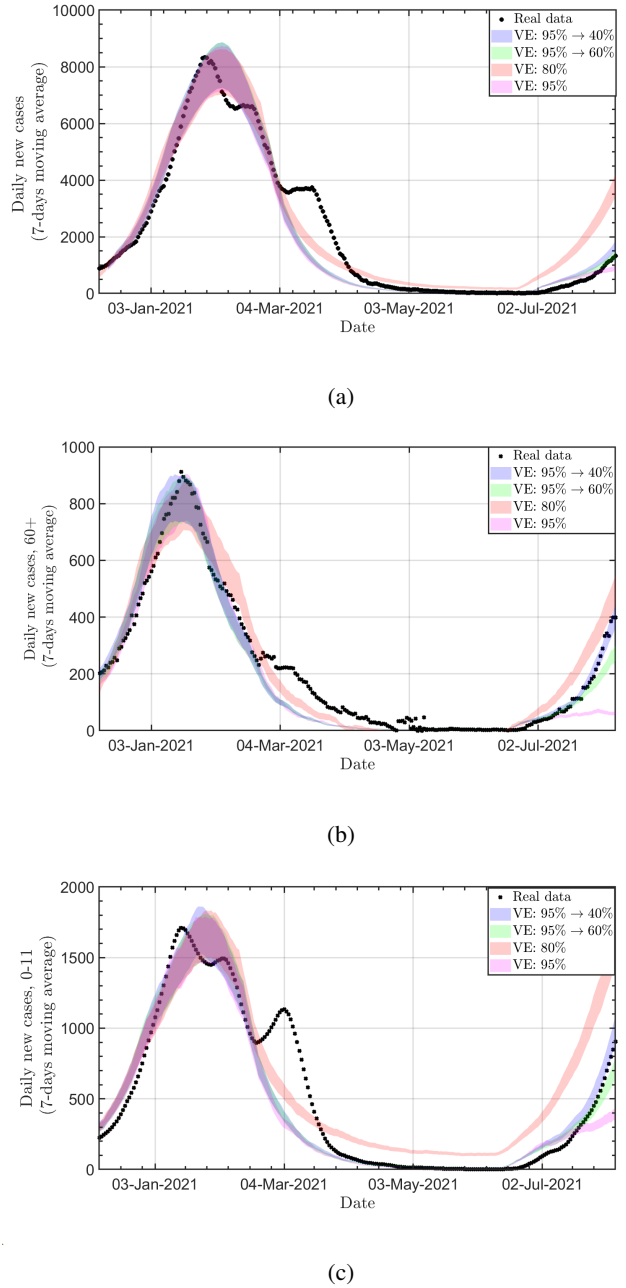 10000
8000
6000
4000
2000
0
Daily new cases
(7-days moving average)
Real data
VE: 95% → 40%
VE: 95% → 60%
VE: 80%
VE: 95%
03-Jan-2021 04-Mar-2021 03-May-2021 02-Jul-2021
Date
(a)
1000
800
600
400
200
0
Daily new cases, 60+
(7-days moving average)
Real data
VE: 95% → 40%
VE: 95% → 60%
VE: 80%
VE: 95%
03-Jan-2021 04-Mar-2021 03-May-2021 02-Jul-2021
Date
(b)
2000
1500
1000
500
0
Daily new cases, 0-11
(7-days moving average)
Real data
VE: 95% → 40%
VE: 95% → 60%
VE: 80%
VE: 95%
03-Jan-2021 04-Mar-2021 03-May-2021 02-Jul-2021
Date
(c)